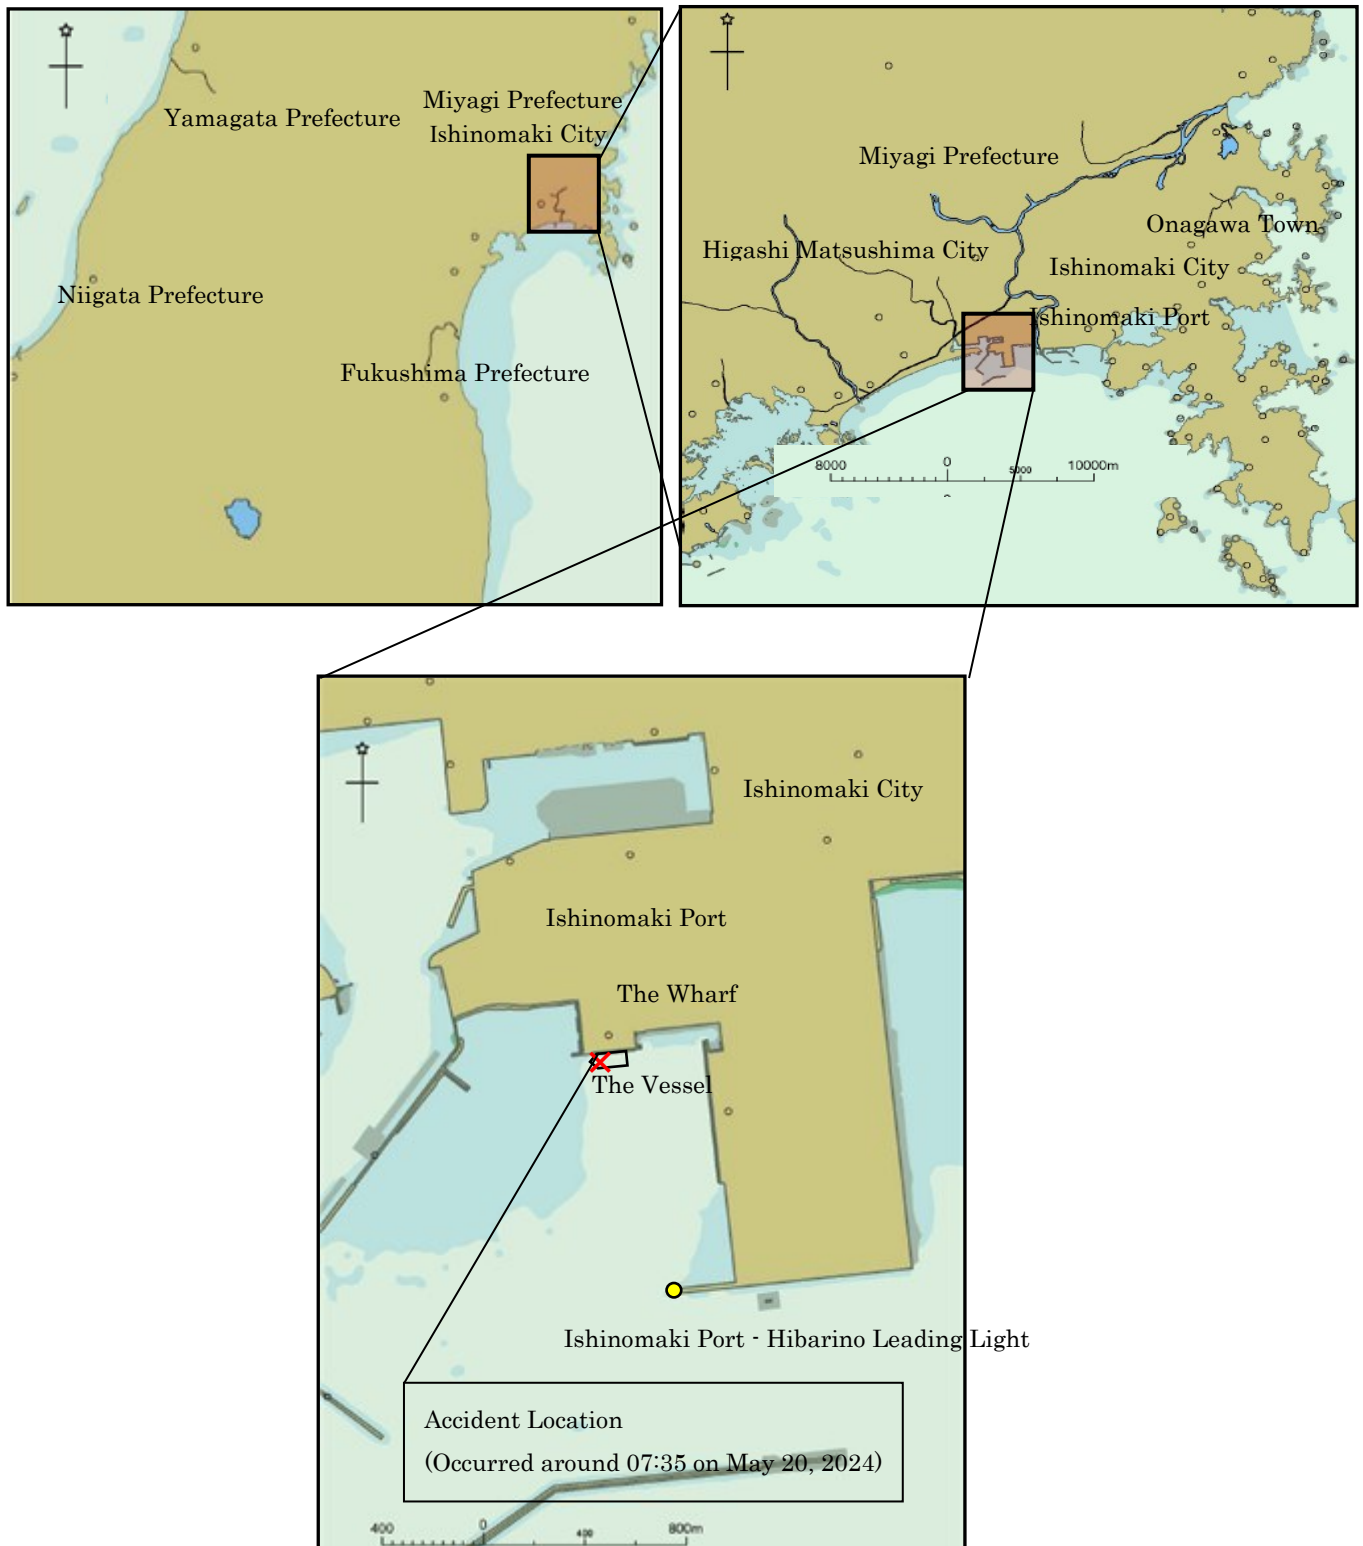 Yamagata Prefecture
Miyagi Prefecture
Ishinomaki City
Niigata Prefecture
Fukushima Prefecture
Miyagi Prefecture
Onagawa Town
Higashi Matsushima City
Ishinomaki City
Ishinomaki Port
8000 0 5000 10000m
Ishinomaki City
Ishinomaki Port
The Wharf
The Vessel
Ishinomaki Port - Hibarino Leading Light
Accident Location
(Occurred around 07:35 on May 20, 2024)
400 0 400 800m